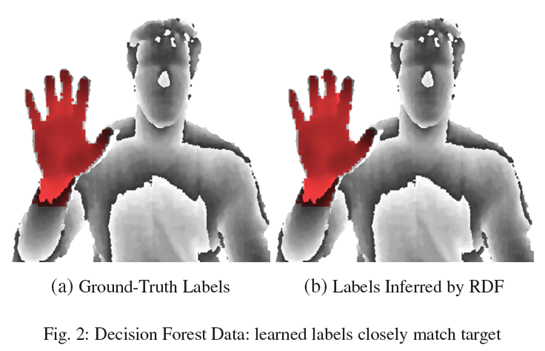 (a) Ground-Truth Labels
(b) Labels Inferred by RDF
Fig. 2: Decision Forest Data: learned labels closely match target